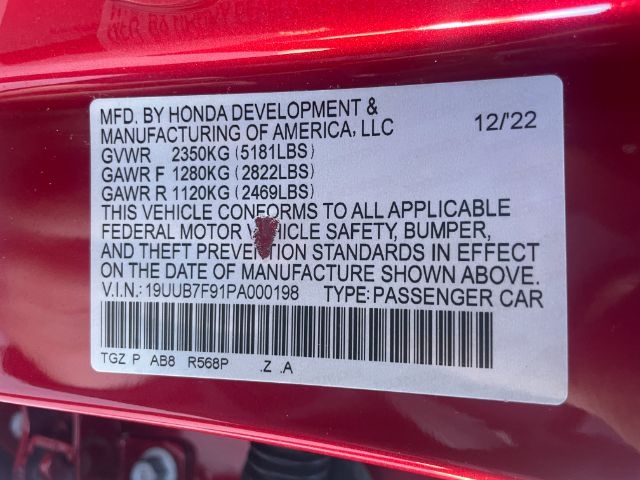 MFD. BY HONDA DEVELOPMENT &
MANUFACTURING OF AMERICA, LLC 12/'22
GVWR 2350KG (5181LBS)
GAWR F 1280KG (2822LBS)
GAWR R 1120KG (2469LBS)
THIS VEHICLE CONFORMS TO ALL APPLICABLE
FEDERAL MOTOR VEHICLE SAFETY, BUMPER,
AND THEFT PREVENTION STANDARDS IN EFFECT
ON THE DATE OF MANUFACTURE SHOWN ABOVE.
V.I.N.: 19UUB7F91PA000198 TYPE: PASSENGER CAR
TGZ P AB8 R568P .Z .A